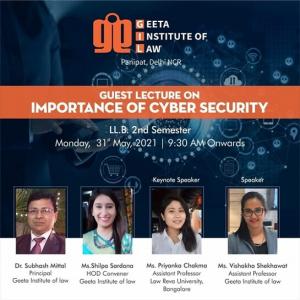 GEETA
INSTITUTE OF
LAW
Panipat, Delhi NCR
GUEST LECTURE ON
IMPORTANCE OF CYBER SECURITY
LL.B. 2nd Semester
Monday, 31st May, 2021 | 9:30 AM Onwards
Keynote Speaker
Speaker
Dr. Subhash Mittal
Principal
Geeta Institute of law
Ms.Shilpa Sardana
HOD Convener
Geeta Institute of law
Ms. Priyanka Chakma
Assistant Professor
Law Reva University,
Bangalore
Ms. Vishakha Shekhawat
Assistant Professor
Geeta Institute of law